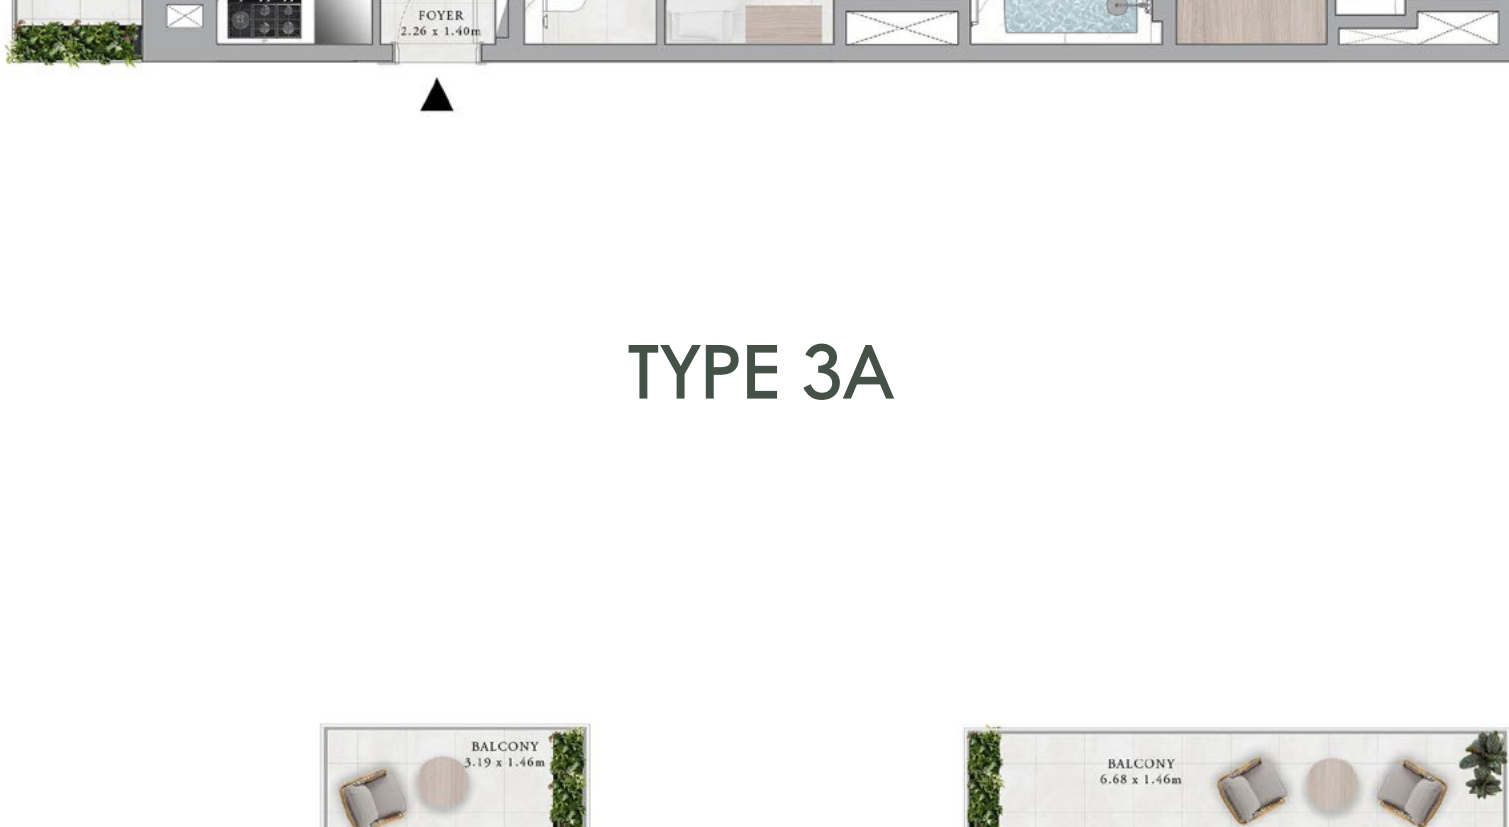 FOYER
2.26 x 1.40m
TYPE 3A
BALCONY
3.19 x 1.46m
BALCONY
6.68 x 1.46m